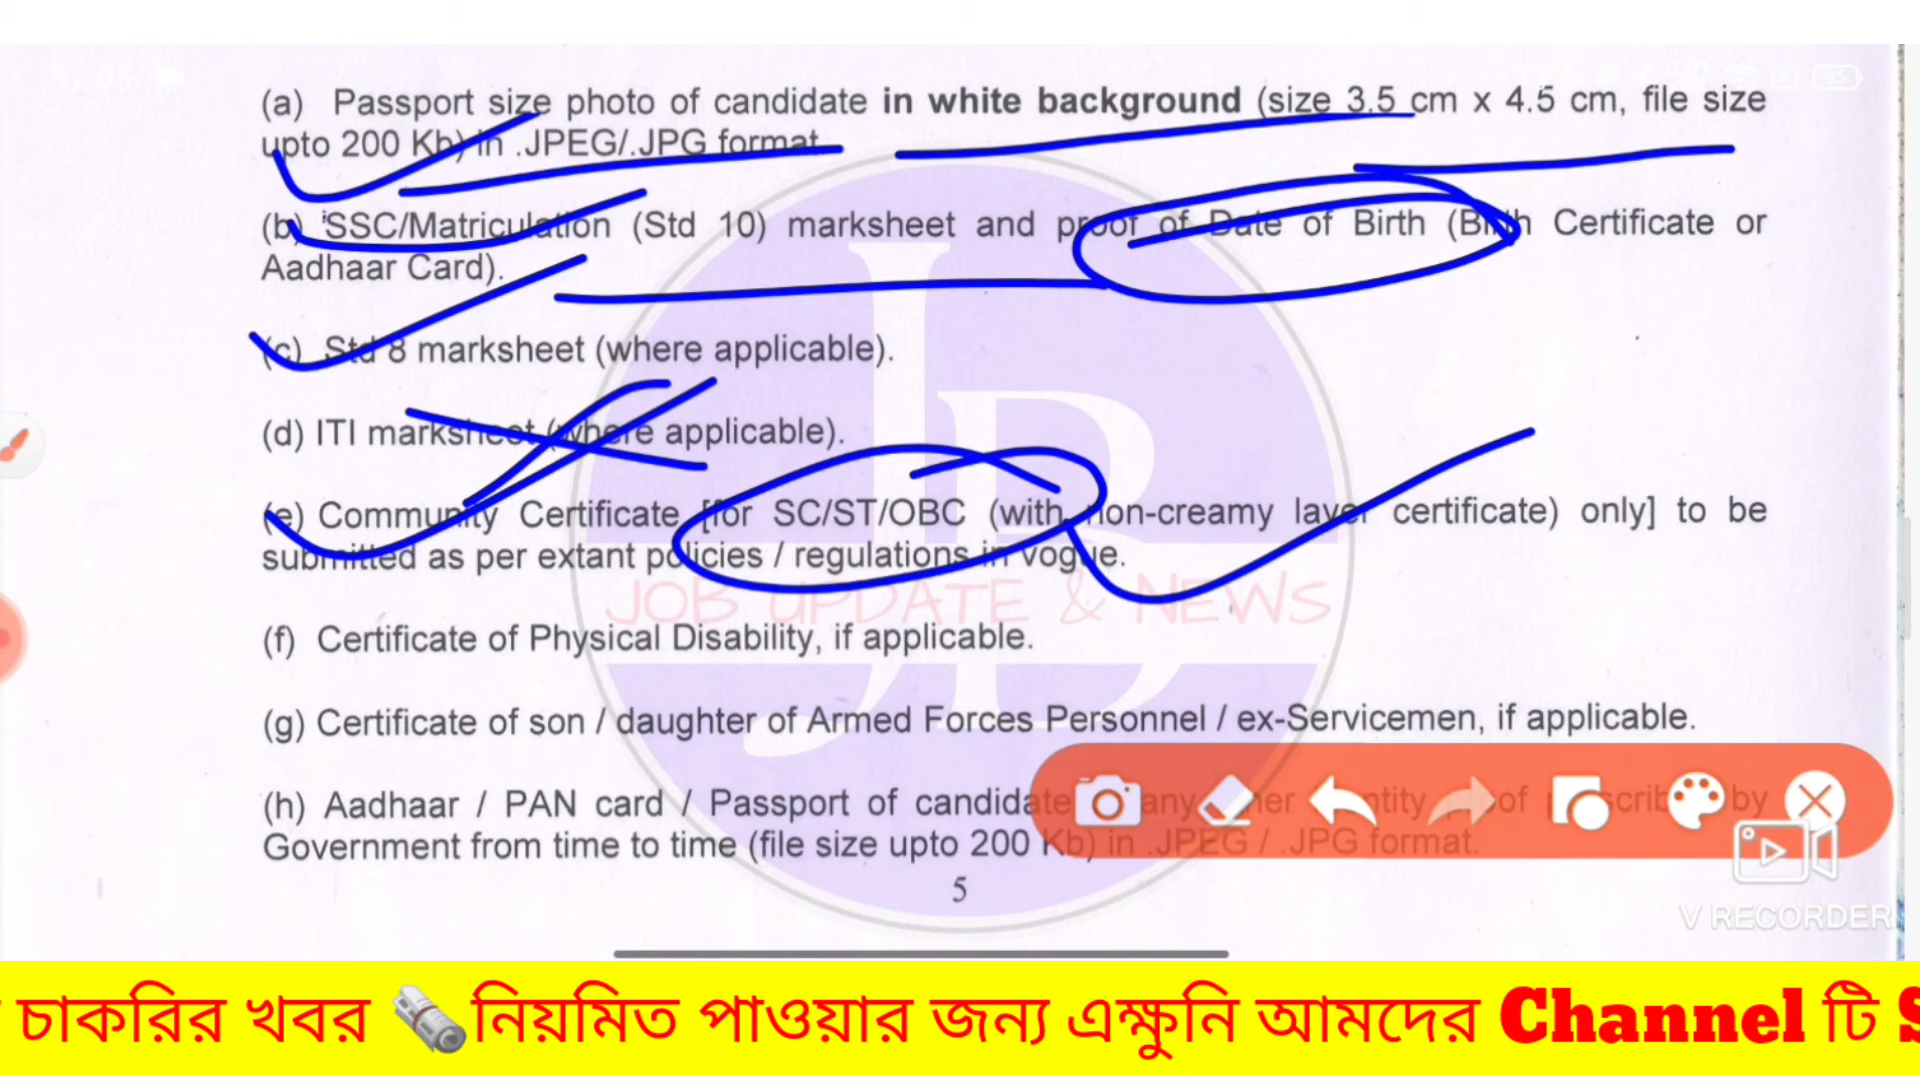 (a) Passport size photo of candidate in white background (size 3.5 cm x 4.5 cm, file size
upto 200 Kb) in .JPEG/.JPG format
(b) SSC/Matriculation (Std 10) marksheet and proof of Date of Birth (Birth Certificate or
Aadhaar Card).
(c) Std 8 marksheet (where applicable).
(d) ITI marksheet (where applicable).
(e) Community Certificate [for SC/ST/OBC (with non-creamy layer certificate) only] to be
submitted as per extant policies / regulations in vogue.
JOB UPDATE & NEWS
(f) Certificate of Physical Disability, if applicable.
(g) Certificate of son / daughter of Armed Forces Personnel / ex-Servicemen, if applicable.
(h) Aadhaar / PAN card / Passport of candidate any by
Government from time to time (file size upto 200 Kb) in .JPEG / .JPG format.
5
V RECORDER
চাকরির খবর নিয়মিত পাওয়ার জন্য এক্ষুনি আমদের Channel টি S